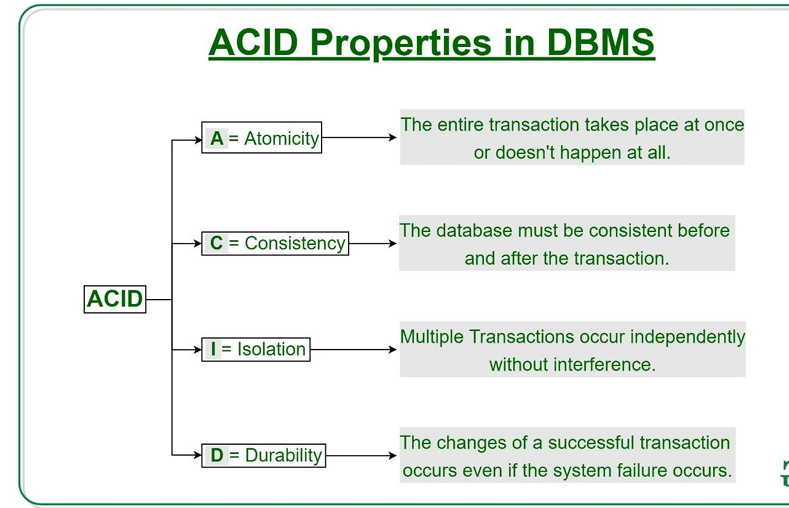 ACID Properties in DBMS
A = Atomicity
The entire transaction takes place at once
or doesn't happen at all.
C = Consistency
The database must be consistent before
and after the transaction.
ACID
I = Isolation
Multiple Transactions occur independently
without interference.
D = Durability
The changes of a successful transaction
occurs even if the system failure occurs.